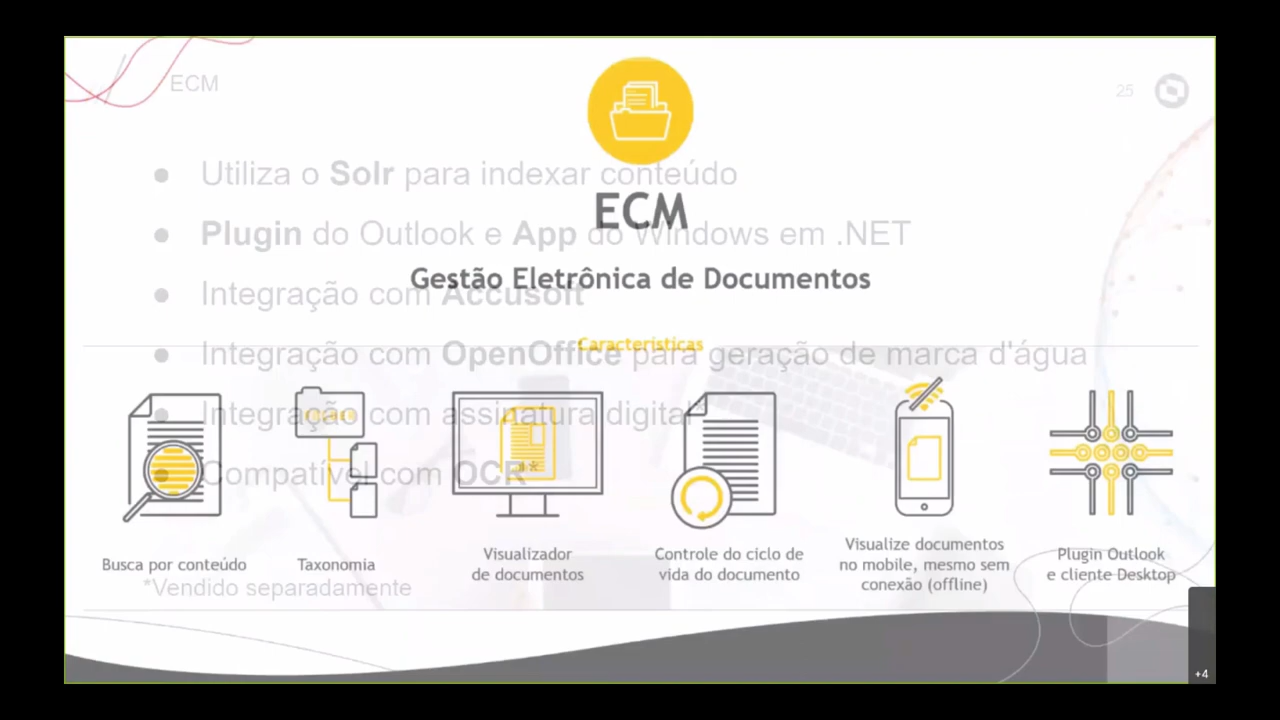 ECM
25
● Utiliza o Solr para indexar conteúdo
● Plugin do Outlook e App do Windows em .NET
● Integração com Accusoft
● Integração com OpenOffice para geração de marca d'água
● Integração com assinatura digital*
● Compatível com OCR*
*Vendido separadamente
ECM
Gestão Eletrônica de Documentos
Características
Busca por conteúdo
Taxonomia
Visualizador
de documentos
Controle do ciclo de
vida do documento
Visualize documentos
no mobile, mesmo sem
conexão (offline)
Plugin Outlook
e cliente Desktop
+4